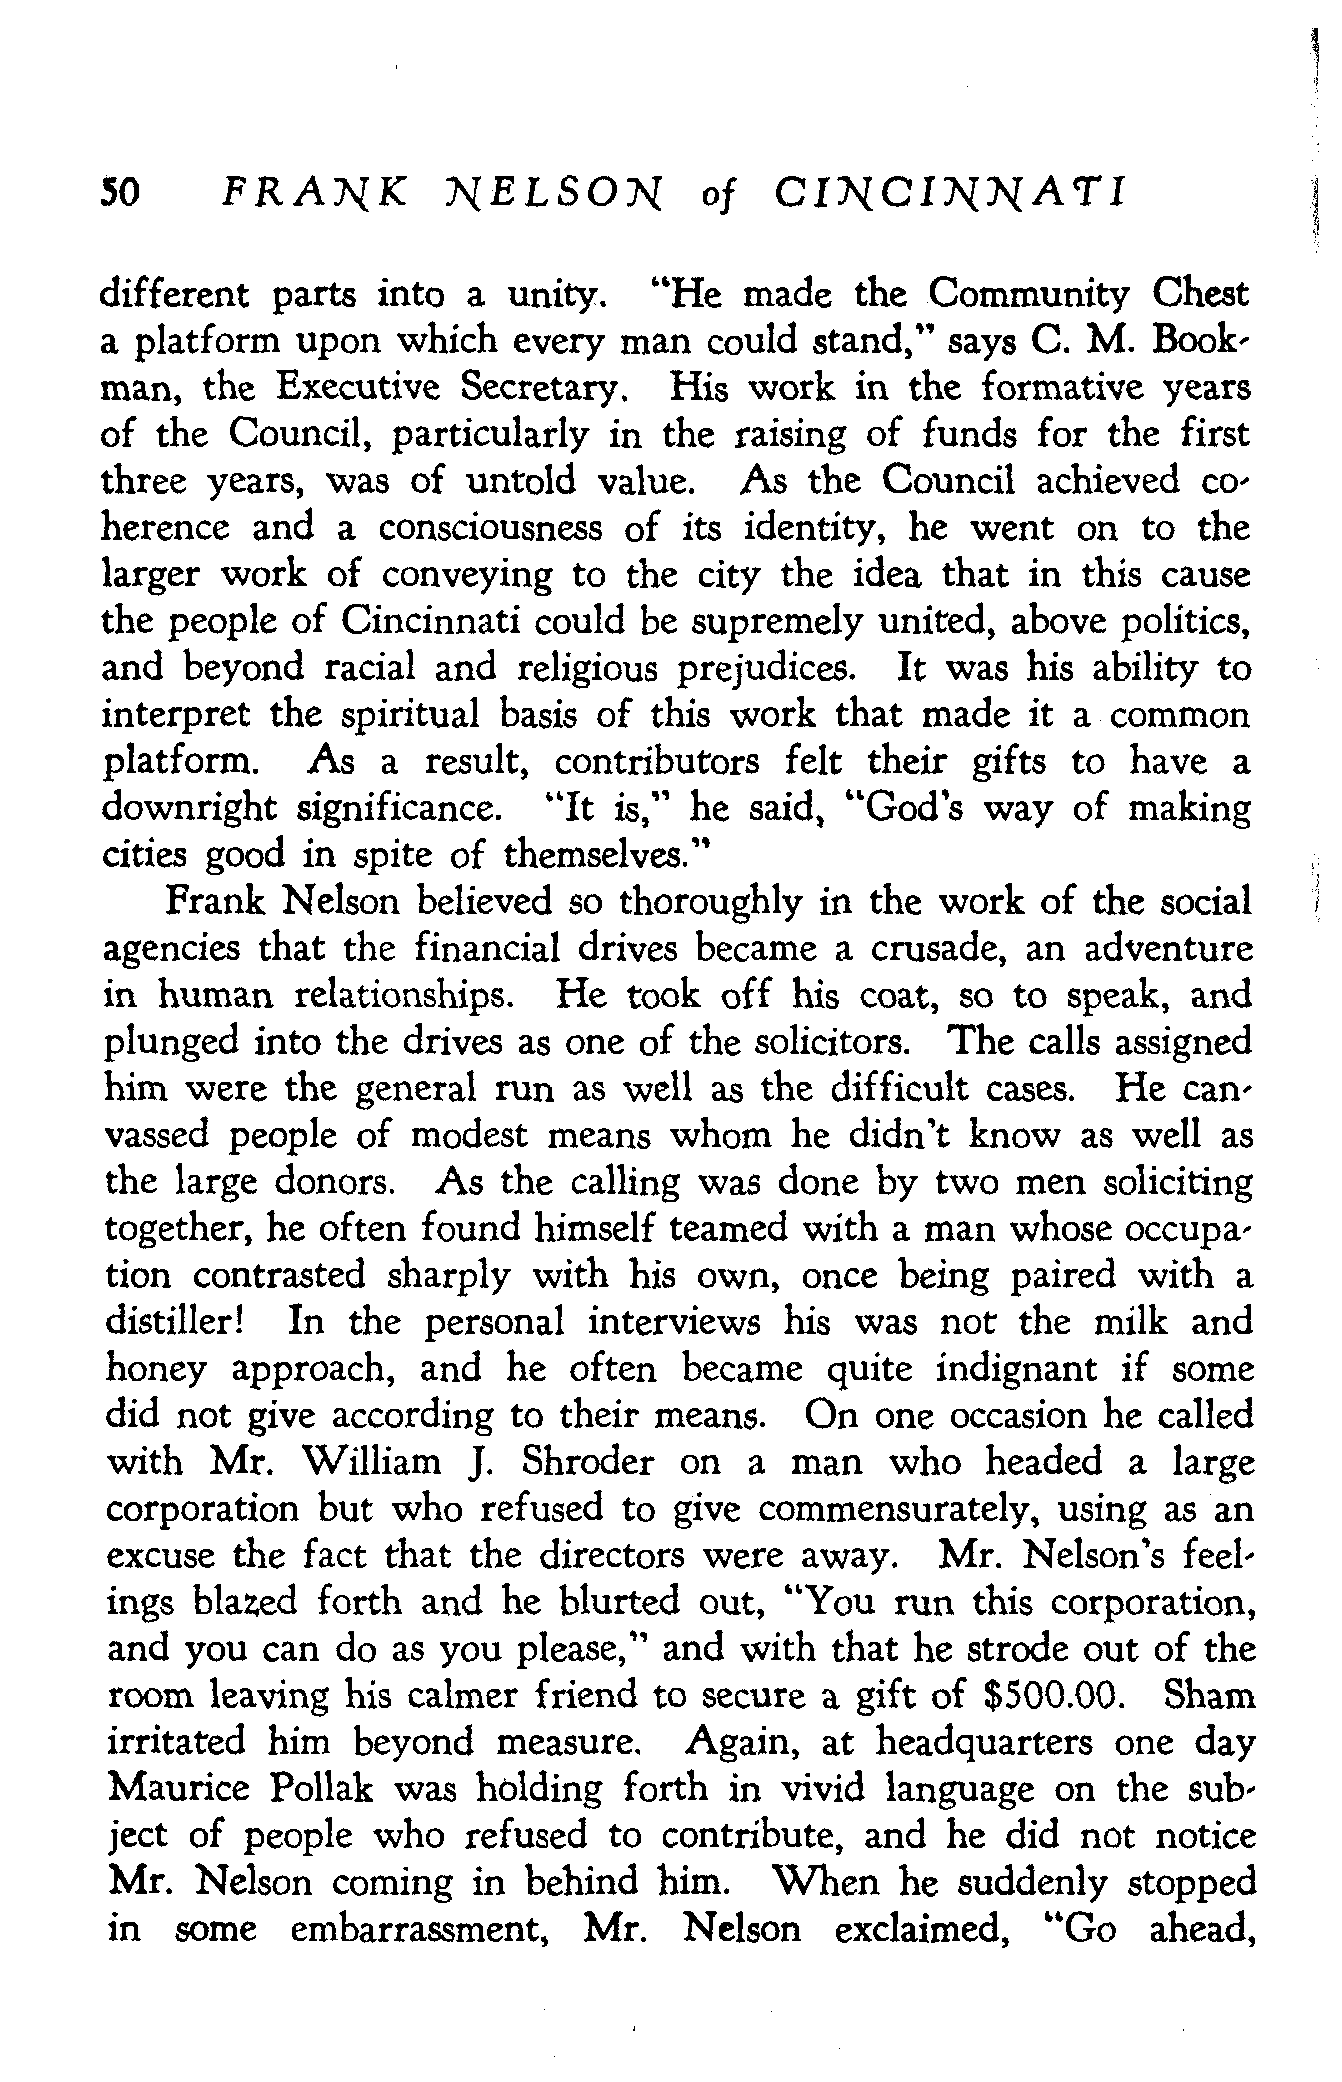 50 FRANK NELSON of CINCINNATI
different parts into a unity. “He made the Community Chest
a platform upon which every man could stand,” says C. M. Book-
man, the Executive Secretary. His work in the formative years
of the Council, particularly in the raising of funds for the first
three years, was of untold value. As the Council achieved co-
herence and a consciousness of its identity, he went on to the
larger work of conveying to the city the idea that in this cause
the people of Cincinnati could be supremely united, above politics,
and beyond racial and religious prejudices. It was his ability to
interpret the spiritual basis of this work that made it a common
platform. As a result, contributors felt their gifts to have a
downright significance. “It is,” he said, “God’s way of making
cities good in spite of themselves.”
Frank Nelson believed so thoroughly in the work of the social
agencies that the financial drives became a crusade, an adventure
in human relationships. He took off his coat, so to speak, and
plunged into the drives as one of the solicitors. The calls assigned
him were the general run as well as the difficult cases. He can-
vassed people of modest means whom he didn’t know as well as
the large donors. As the calling was done by two men soliciting
together, he often found himself teamed with a man whose occupa-
tion contrasted sharply with his own, once being paired with a
distiller! In the personal interviews his was not the milk and
honey approach, and he often became quite indignant if some
did not give according to their means. On one occasion he called
with Mr. William J. Shroder on a man who headed a large
corporation but who refused to give commensurately, using as an
excuse the fact that the directors were away. Mr. Nelson’s feel-
ings blazed forth and he blurted out, “You run this corporation,
and you can do as you please,” and with that he strode out of the
room leaving his calmer friend to secure a gift of $500.00. Sham
irritated him beyond measure. Again, at headquarters one day
Maurice Pollak was holding forth in vivid language on the sub-
ject of people who refused to contribute, and he did not notice
Mr. Nelson coming in behind him. When he suddenly stopped
in some embarrassment, Mr. Nelson exclaimed, “Go ahead,